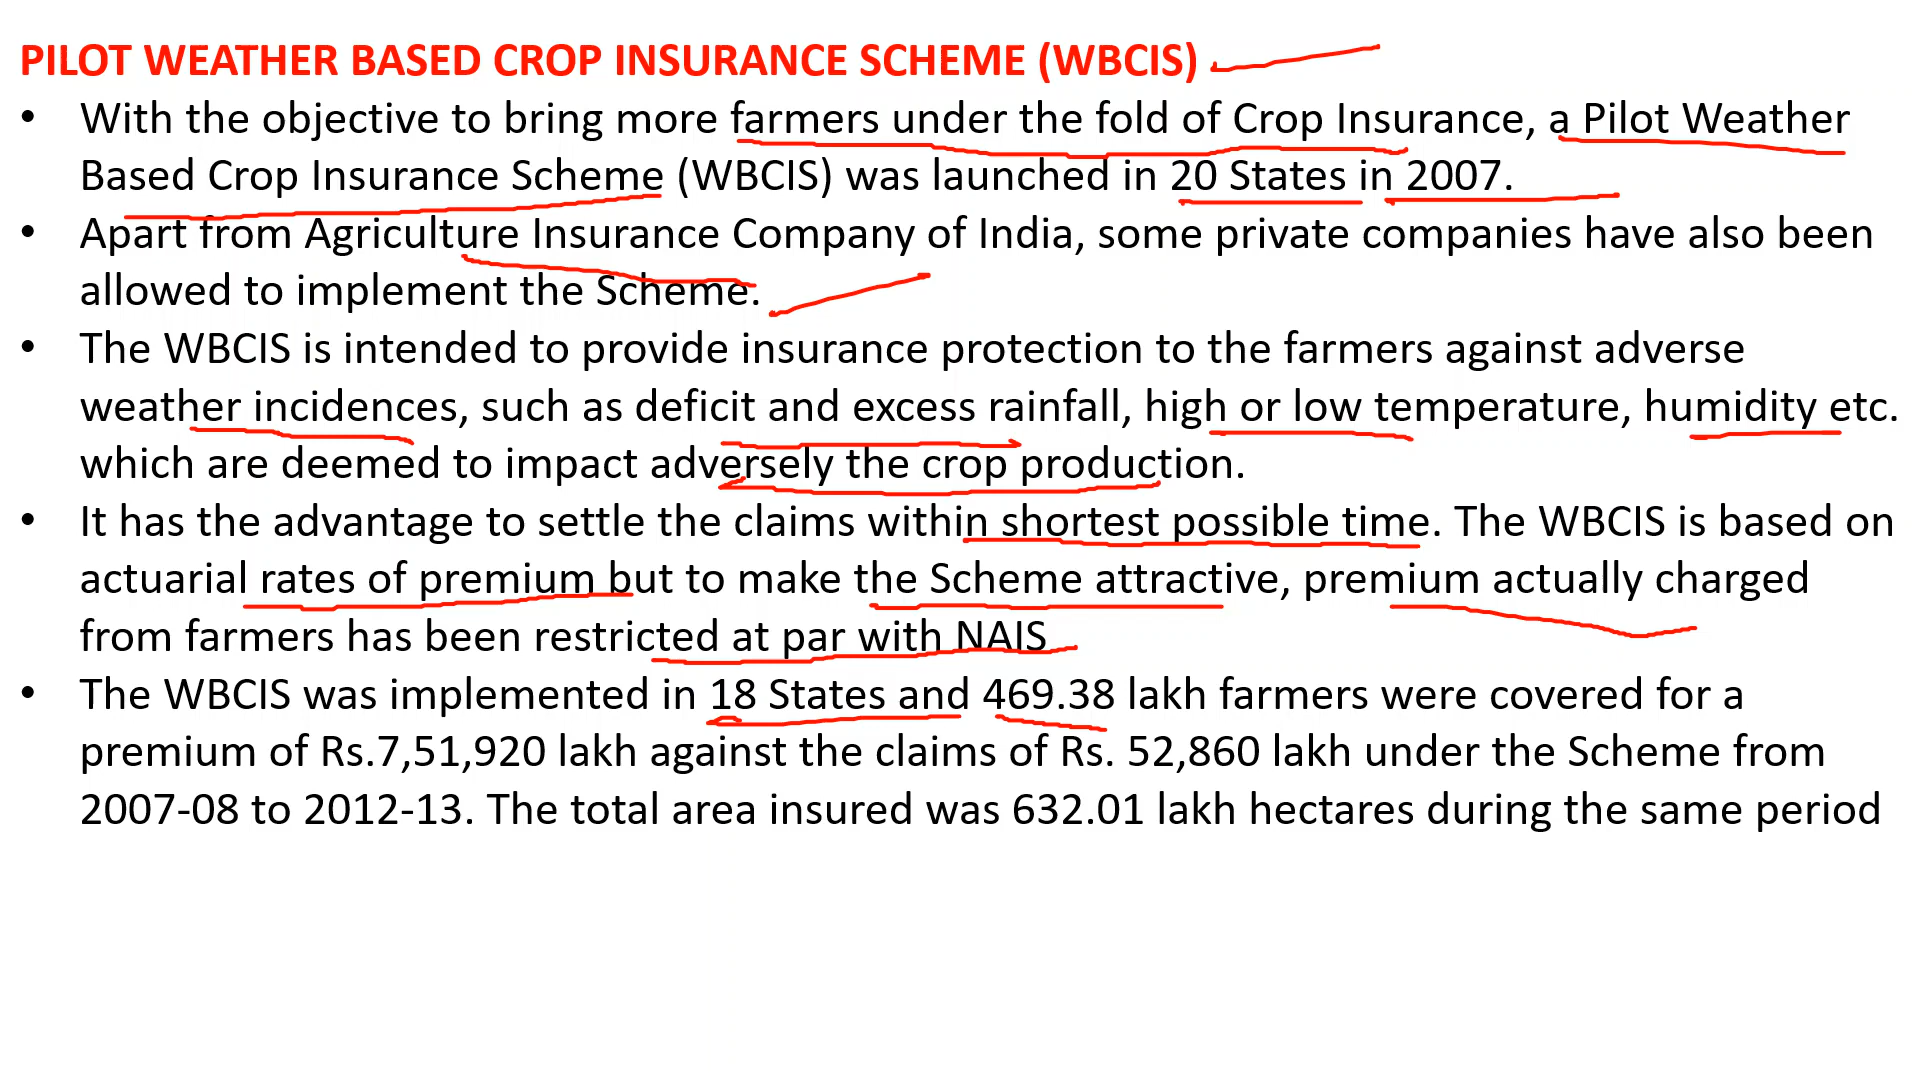 PILOT WEATHER BASED CROP INSURANCE SCHEME (WBCIS)
• With the objective to bring more farmers under the fold of Crop Insurance, a Pilot Weather
Based Crop Insurance Scheme (WBCIS) was launched in 20 States in 2007.
• Apart from Agriculture Insurance Company of India, some private companies have also been
allowed to implement the Scheme.
• The WBCIS is intended to provide insurance protection to the farmers against adverse
weather incidences, such as deficit and excess rainfall, high or low temperature, humidity etc.
which are deemed to impact adversely the crop production.
• It has the advantage to settle the claims within shortest possible time. The WBCIS is based on
actuarial rates of premium but to make the Scheme attractive, premium actually charged
from farmers has been restricted at par with NAIS
• The WBCIS was implemented in 18 States and 469.38 lakh farmers were covered for a
premium of Rs.7,51,920 lakh against the claims of Rs. 52,860 lakh under the Scheme from
2007-08 to 2012-13. The total area insured was 632.01 lakh hectares during the same period